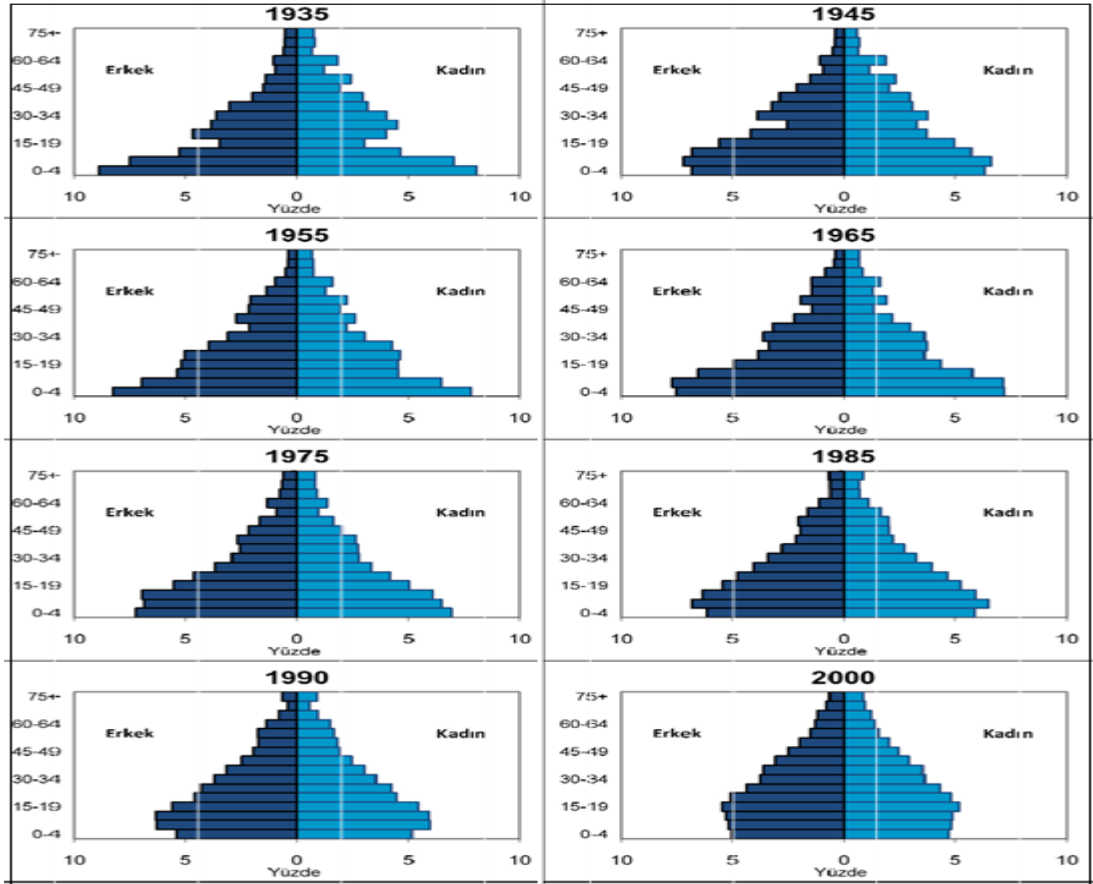 1935
75+
60-64
45-49
30-34
15-19
0-4
Erkek
Kadın
10 5 0 5 10
Yüzde
1945
75+
60-64
45-49
30-34
15-19
0-4
Erkek
Kadın
10 5 0 5 10
Yüzde
1955
75+
60-64
45-49
30-34
15-19
0-4
Erkek
Kadın
10 5 0 5 10
Yüzde
1965
75+
60-64
45-49
30-34
15-19
0-4
Erkek
Kadın
10 5 0 5 10
Yüzde
1975
75+
60-64
45-49
30-34
15-19
0-4
Erkek
Kadın
10 5 0 5 10
Yüzde
1985
75+
60-64
45-49
30-34
15-19
0-4
Erkek
Kadın
10 5 0 5 10
Yüzde
1990
75+
60-64
45-49
30-34
15-19
0-4
Erkek
Kadın
10 5 0 5 10
Yüzde
2000
75+
60-64
45-49
30-34
15-19
0-4
Erkek
Kadın
10 5 0 5 10
Yüzde